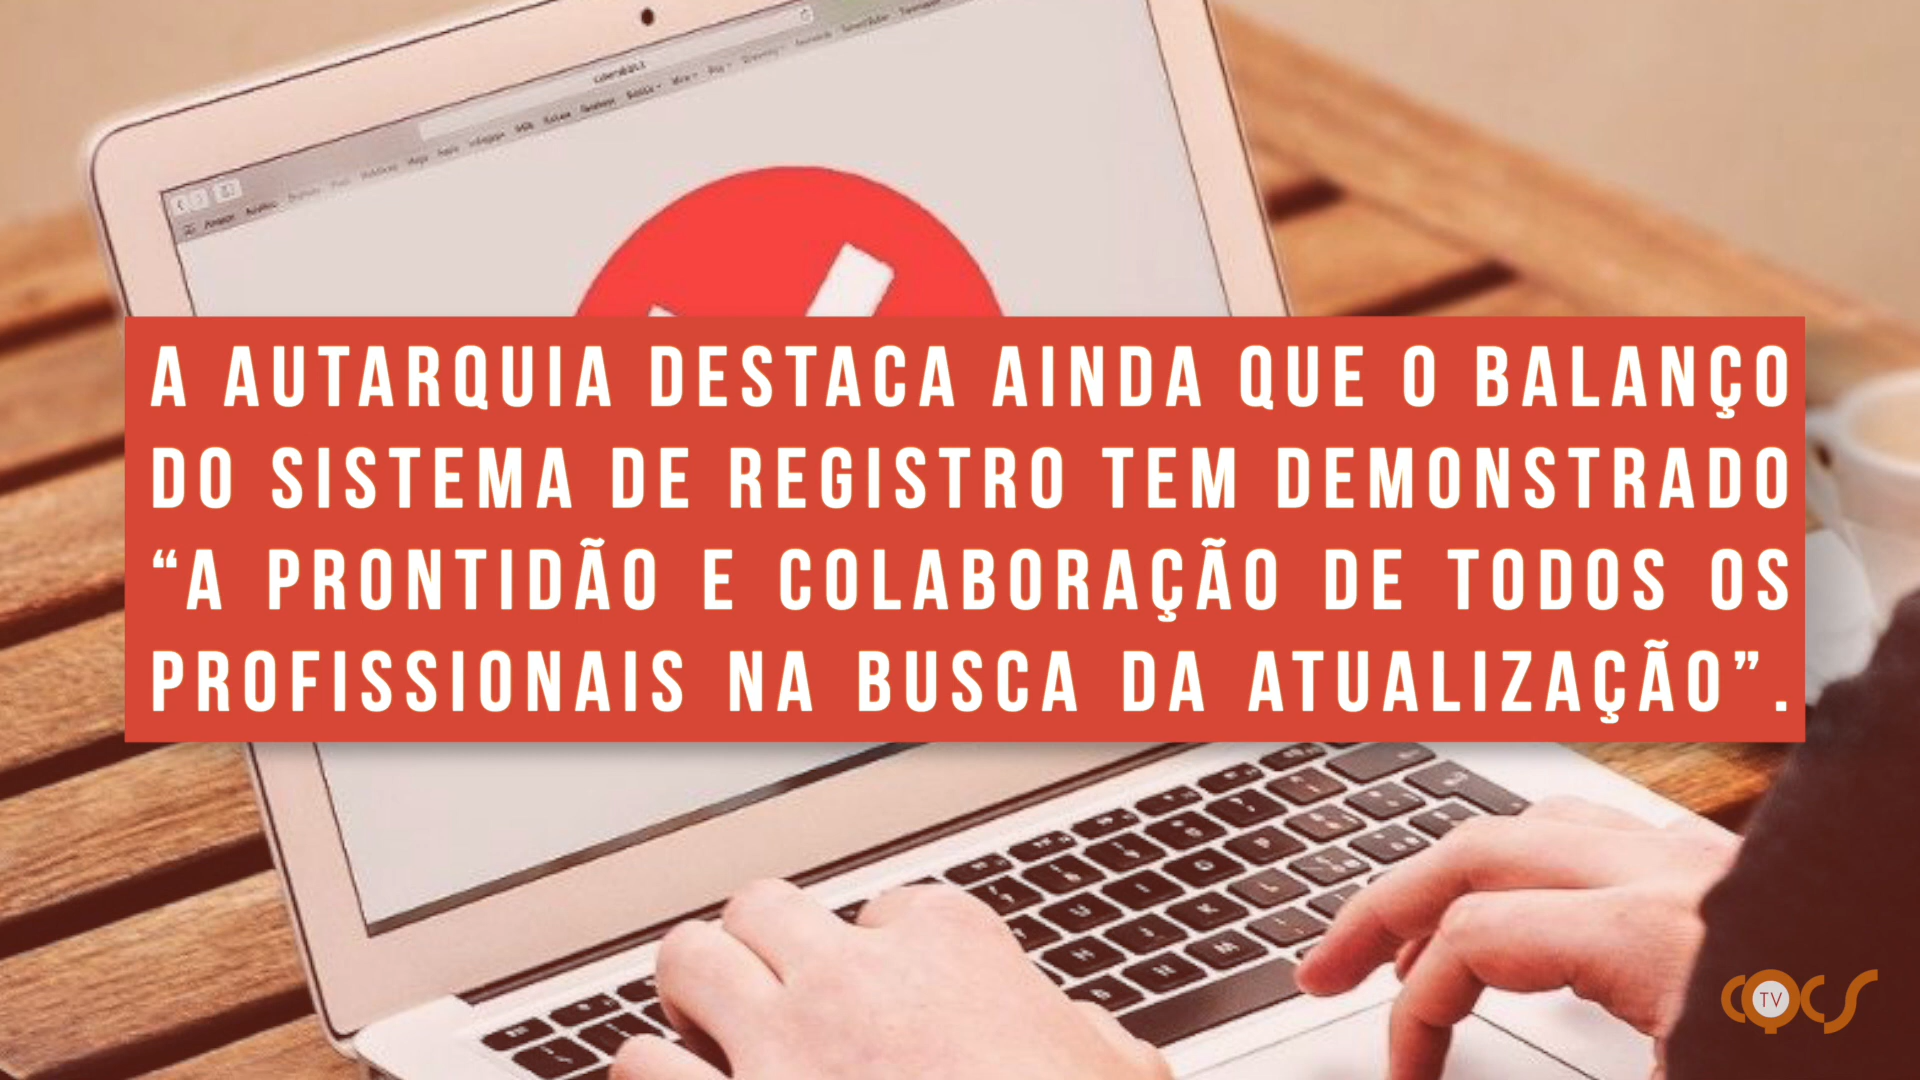 A AUTARQUIA DESTACA AINDA QUE O BALANÇO
DO SISTEMA DE REGISTRO TEM DEMONSTRADO
“A PRONTIDÃO E COLABORAÇÃO DE TODOS OS
PROFISSIONAIS NA BUSCA DA ATUALIZAÇÃO”.
CQCS
TV